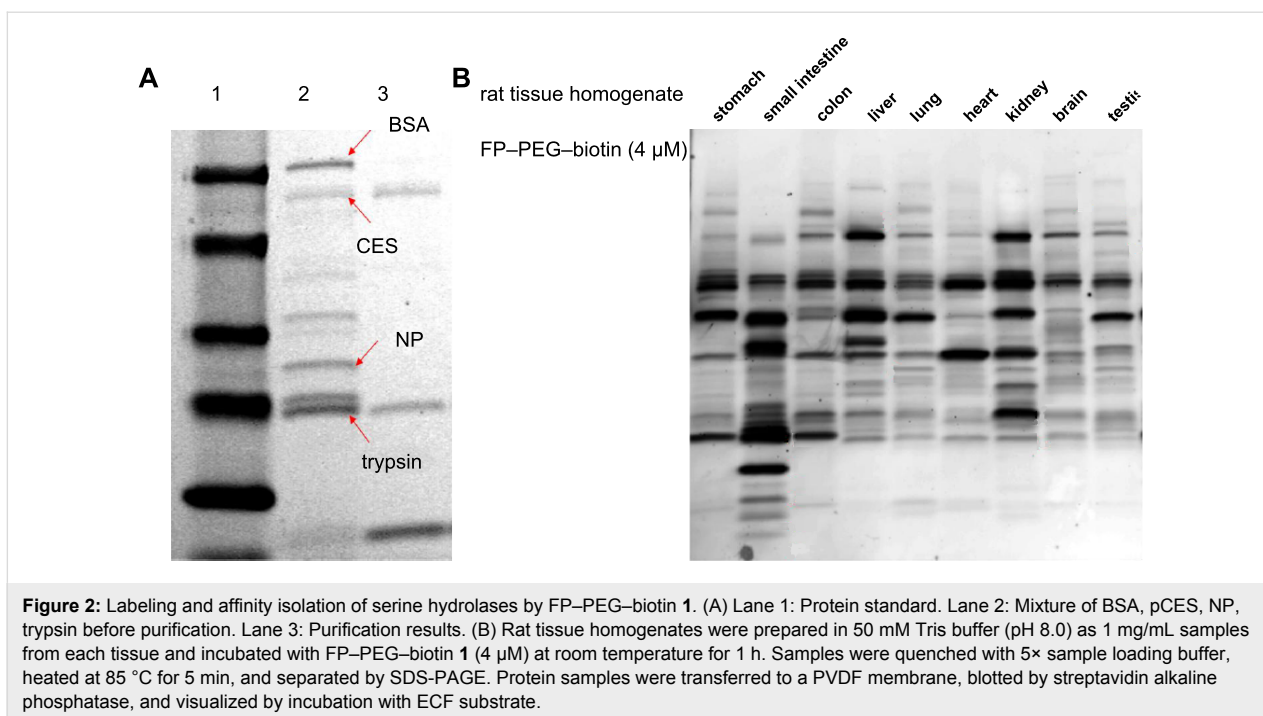 A
1 2 3
BSA
CES
NP
trypsin
B
rat tissue homogenate
stomach
small intestine
colon
liver
lung
heart
kidney
brain
testis
FP–PEG–biotin (4 µM)
Figure 2: Labeling and affinity isolation of serine hydrolases by FP–PEG–biotin 1. (A) Lane 1: Protein standard. Lane 2: Mixture of BSA, pCES, NP,
trypsin before purification. Lane 3: Purification results. (B) Rat tissue homogenates were prepared in 50 mM Tris buffer (pH 8.0) as 1 mg/mL samples
from each tissue and incubated with FP–PEG–biotin 1 (4 µM) at room temperature for 1 h. Samples were quenched with 5× sample loading buffer,
heated at 85 °C for 5 min, and separated by SDS-PAGE. Protein samples were transferred to a PVDF membrane, blotted by streptavidin alkaline
phosphatase, and visualized by incubation with ECF substrate.